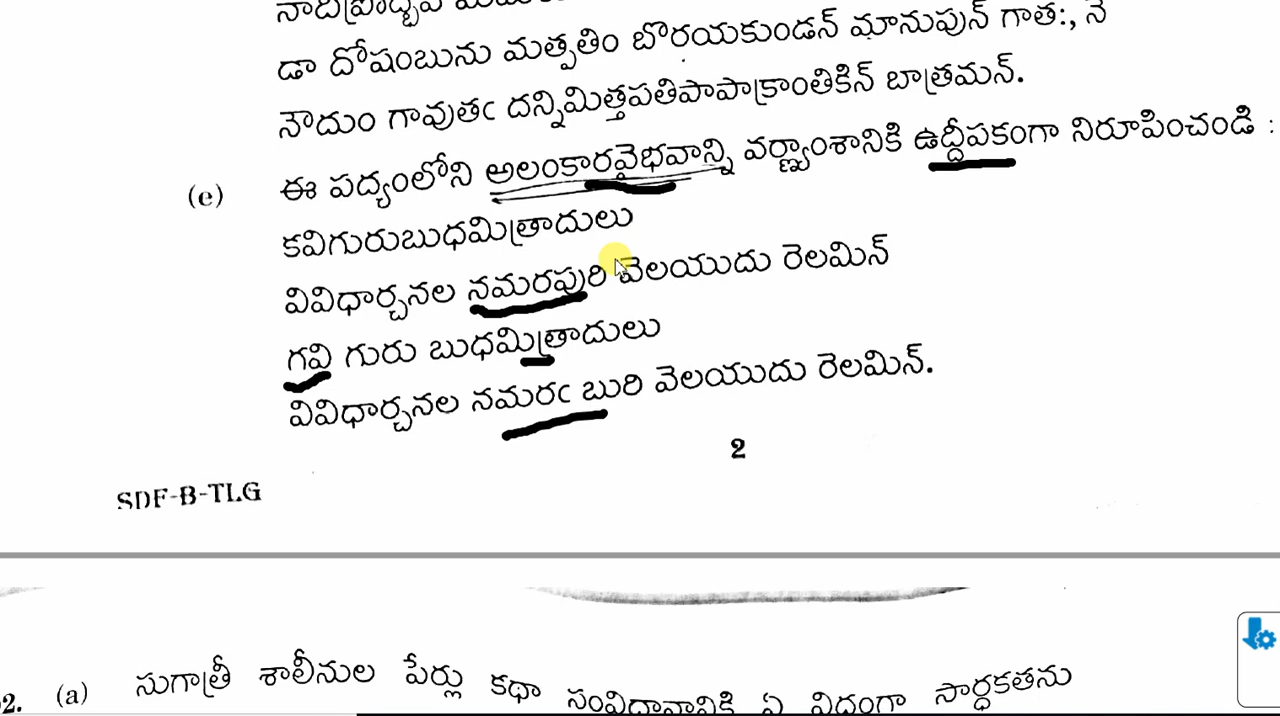 డా దోషంబును మత్పతిం బొరయకుండన్ మానుపున్ గాతః, నే
నౌదుం గావుతఁ దన్నిమిత్తపతిపాపాక్రాంతికిన్ బాత్రమన్.
(e) ఈ పద్యంలోని అలంకారవైభవాన్ని వర్ణ్యాంశానికి ఉద్దీపకంగా నిరూపించండి :
కవిగురుబుధమిత్రాదులు
వివిధార్చనల నమరపురి వెలయుదు రెలమిన్
గవి గురు బుధమిత్రాదులు
వివిధార్చనల నమరఁ బురి వెలయుదు రెలమిన్.
2
SDF-B-TLG
2. (a) సుగాత్రీ శాలీనుల పేర్లు కథా సంవిధానానికి ఏ విధంగా సార్థకతను